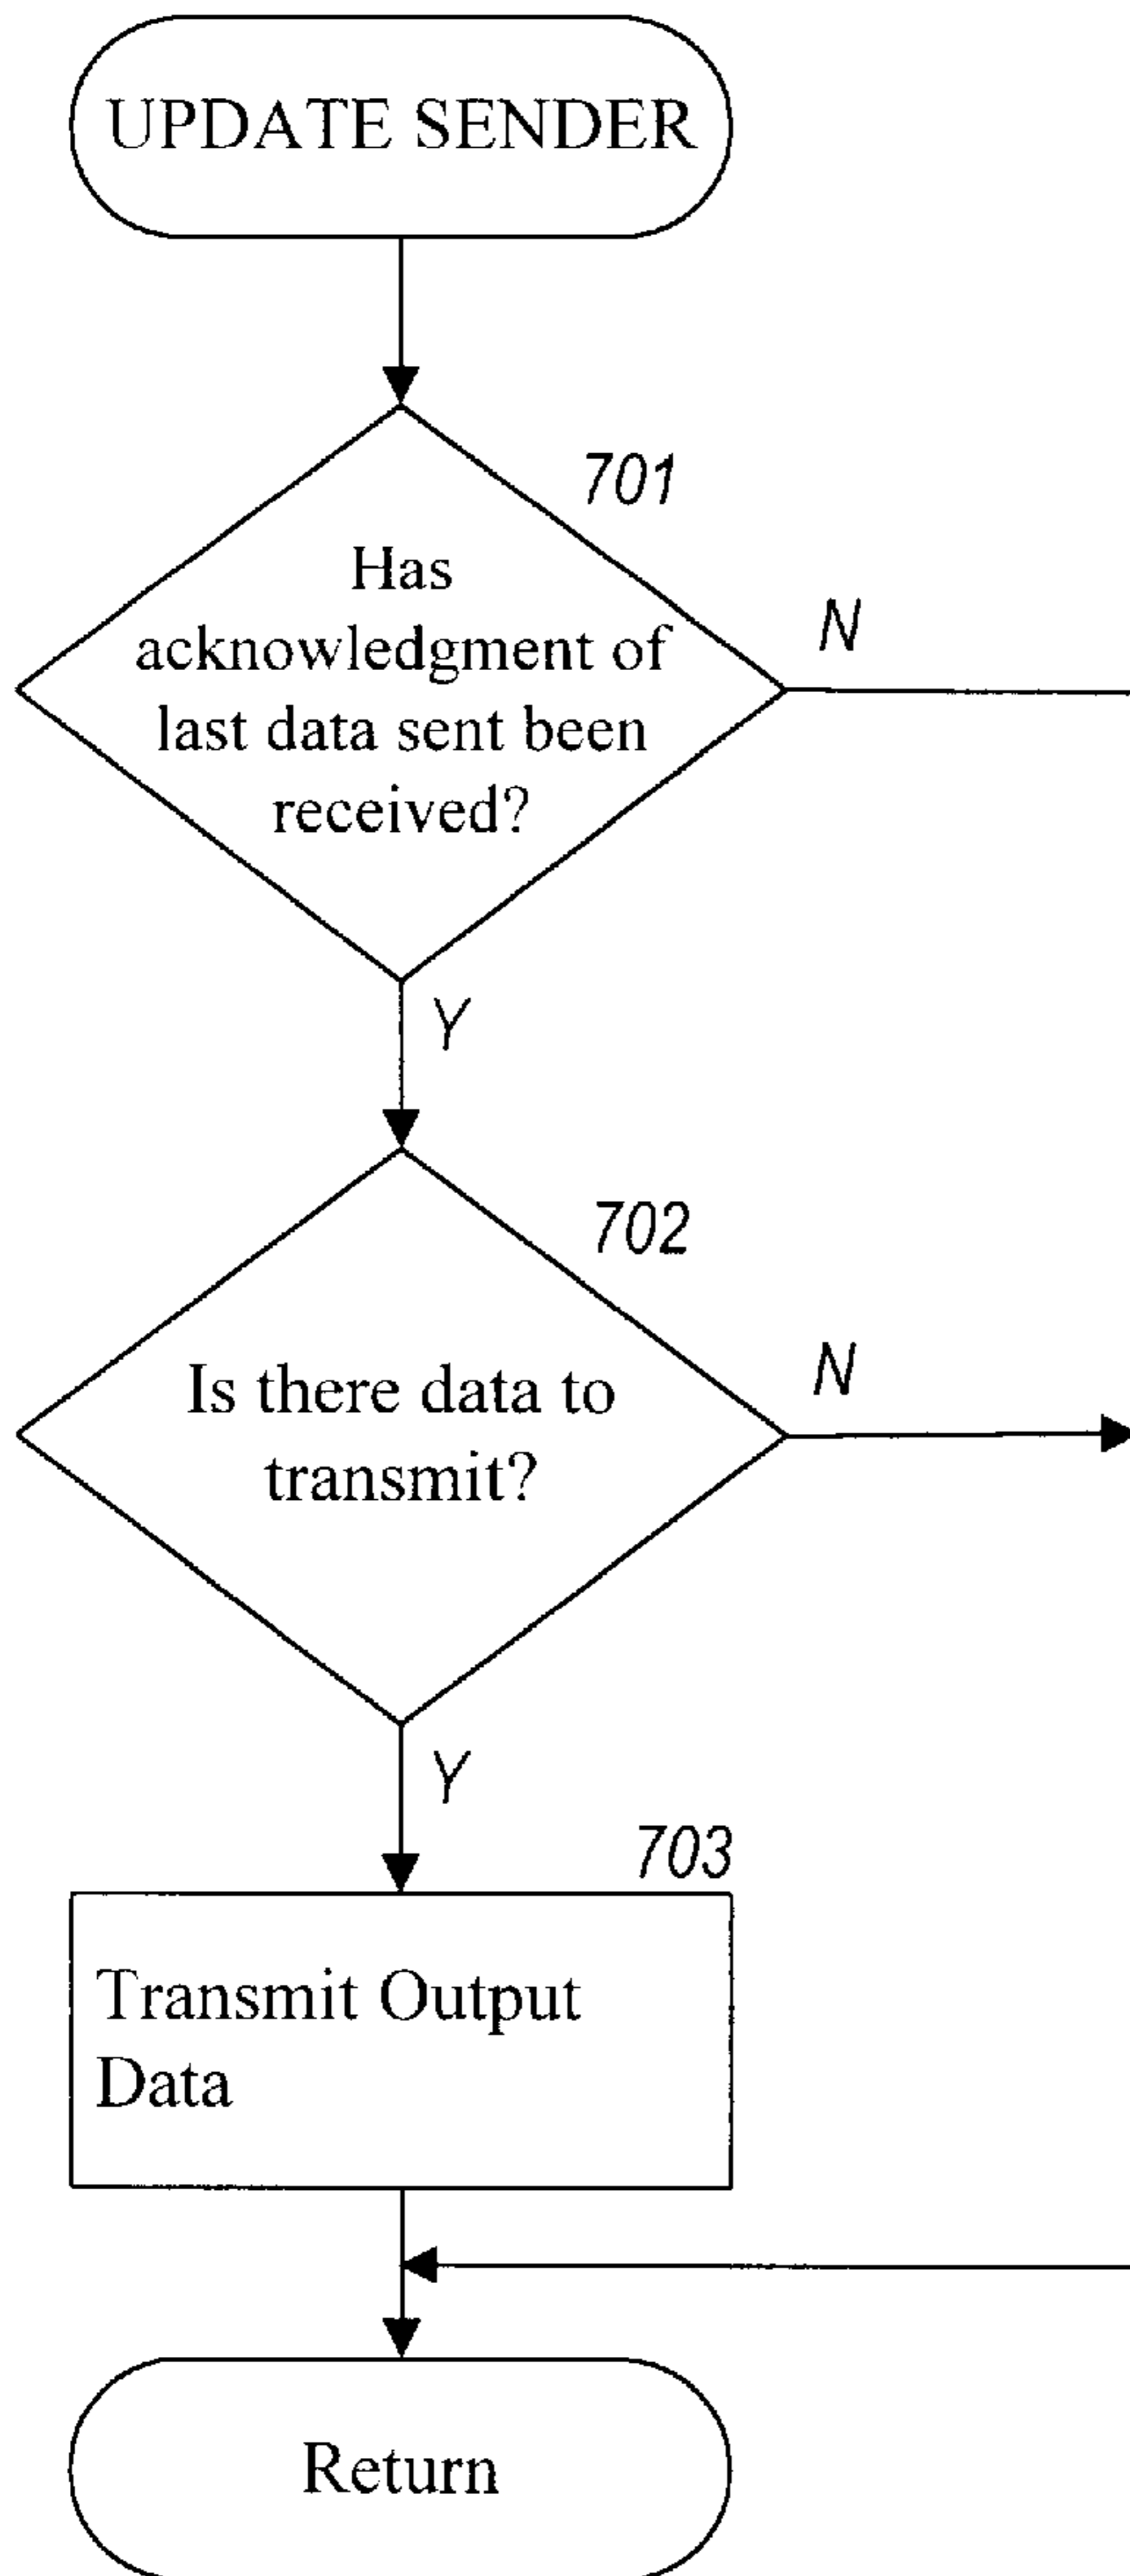 UPDATE SENDER
701
Has
acknowledgment of
last data sent been
received?
N
Y
702
Is there data to
transmit?
N
Y
703
Transmit Output
Data
Return